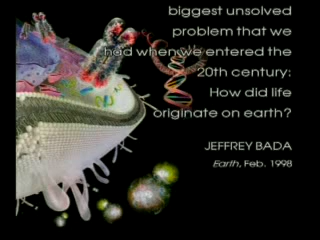 biggest unsolved
problem that we
had when we entered the
20th century:
How did life
originate on earth?
JEFFREY BADA
Earth, Feb. 1998